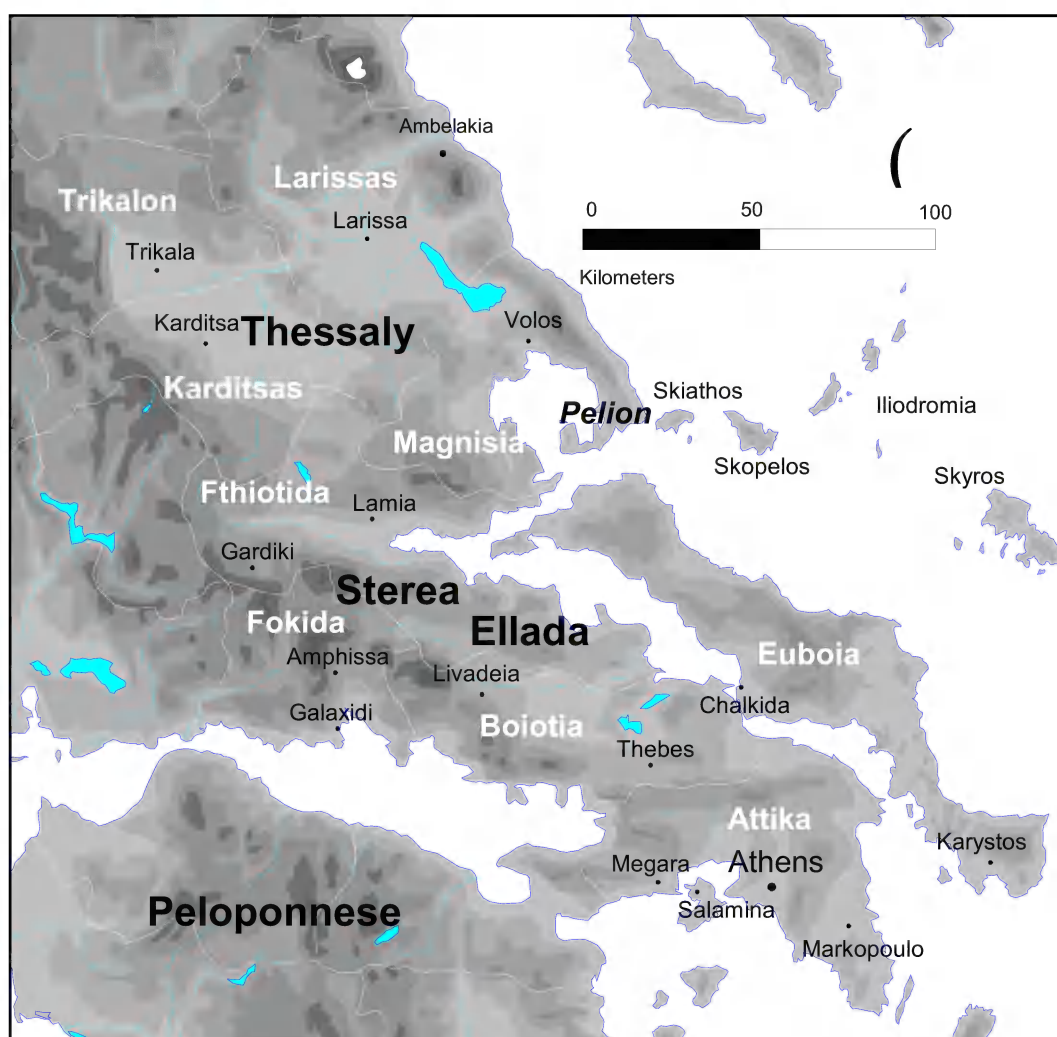 Ambelakia
Larissas
Trikalon
0 50 100
Larissa
Trikala
Kilometers
Karditsa
Thessaly
Volos
Karditsas
Skiathos
Pelion
Iliodromia
Magnisia
Skopelos
Skyros
Fthiotida
Lamia
Gardiki
Sterea
Fokida
Ellada
Amphissa
Euboia
Livadeia
Galaxidi
Chalkida
Boiotia
Thebes
Attika
Karystos
Megara
Athens
Peloponnese
Salamina
Markopoulo